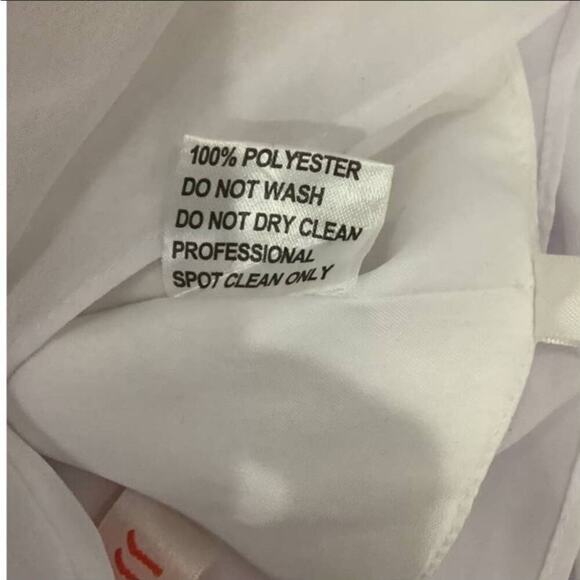 100% POLYESTER
DO NOT WASH
DO NOT DRY CLEAN
PROFESSIONAL
SPOT CLEAN ONLY